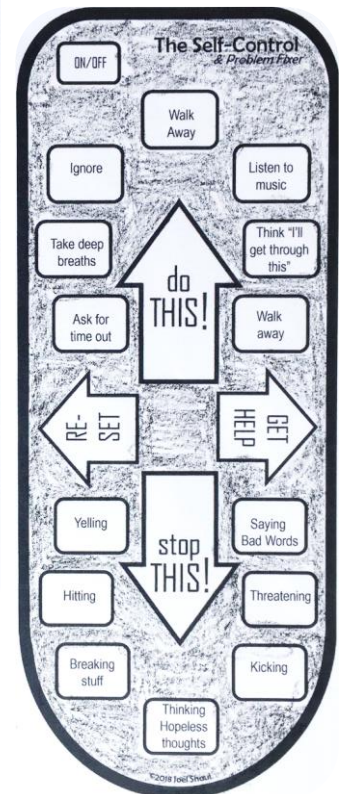 ON/OFF
The Self-Control
& Problem Fixer
Walk
Away
Ignore
Listen to
music
Take deep
breaths
Think "I'll
get through
this"
do
THIS!
Ask for
time out
Walk
away
RE-
SET
GET
HELP
Yelling
Saying
Bad Words
stop
THIS!
Hitting
Threatening
Breaking
stuff
Kicking
Thinking
Hopeless
thoughts
©2018 Joel Shaul